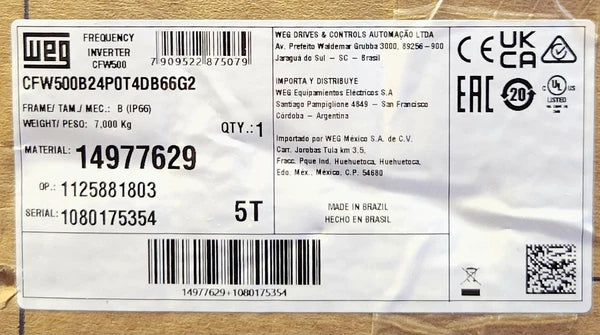 WEG
FREQUENCY
INVERTER
CFW500
7 909522 875079
CFW500B24P0T4DB66G2
FRAME/ TAM./ MEC.: B (IP66)
WEIGHT/ PESO: 7,000 Kg
QTY.: 1
MATERIAL: 14977629
OP.: 1125881803
SERIAL: 1080175354
5T
WEG DRIVES & CONTROLS AUTOMAÇÃO LTDA
Av. Prefeito Waldemar Grubba 3000, 89256-900
Jaraguá do Sul - SC - Brasil
IMPORTA Y DISTRIBUYE
WEG Equipamientos Eléctricos S.A
Santiago Pampiglione 4849 - San Francisco
Córdoba - Argentina
Importado por WEG México S.A. de C.V.
Carr. Jorobas Tula km 3.5,
Fracc. Pque Ind, Huehuetoca, Huehuetoca,
Edo. Méx., México, C.P. 54680
MADE IN BRAZIL
HECHO EN BRASIL
CE
UK
CA
EAC
20
C UL US
LISTED
14977629+1080175354